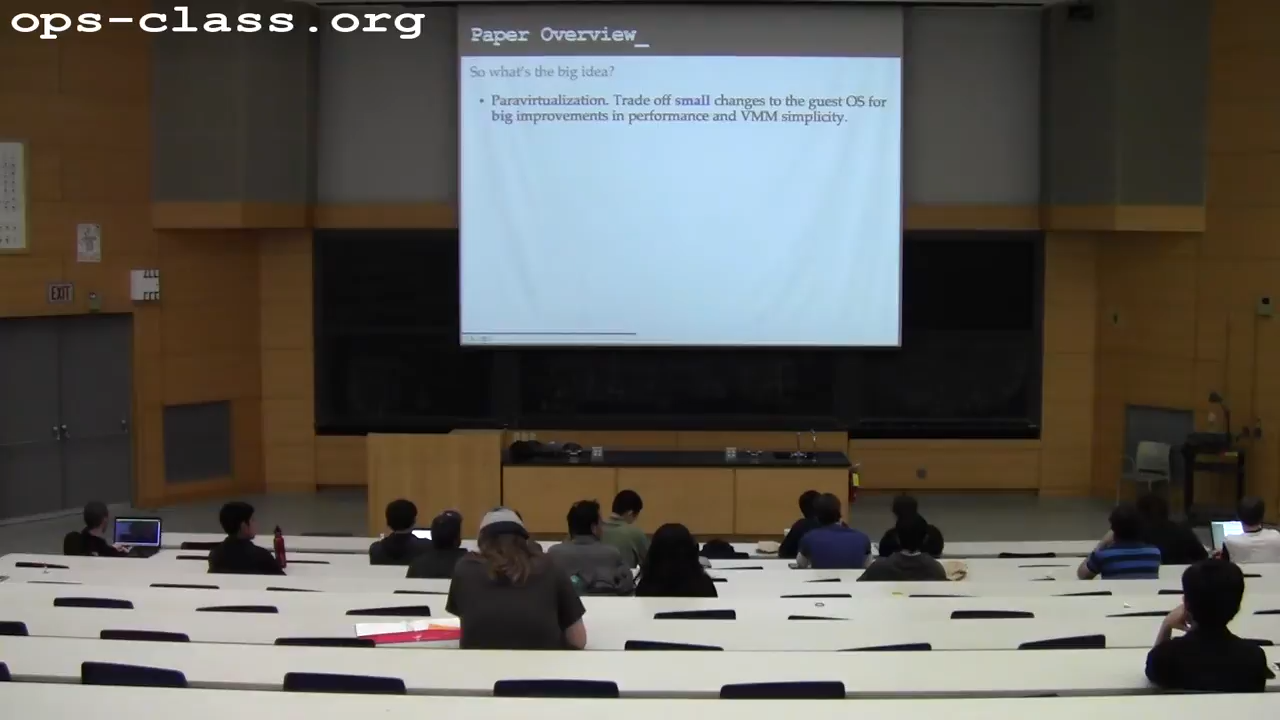 ops-class.org
Paper Overview_
So what's the big idea?
• Paravirtualization. Trade off small changes to the guest OS for
big improvements in performance and VMM simplicity.
EXIT